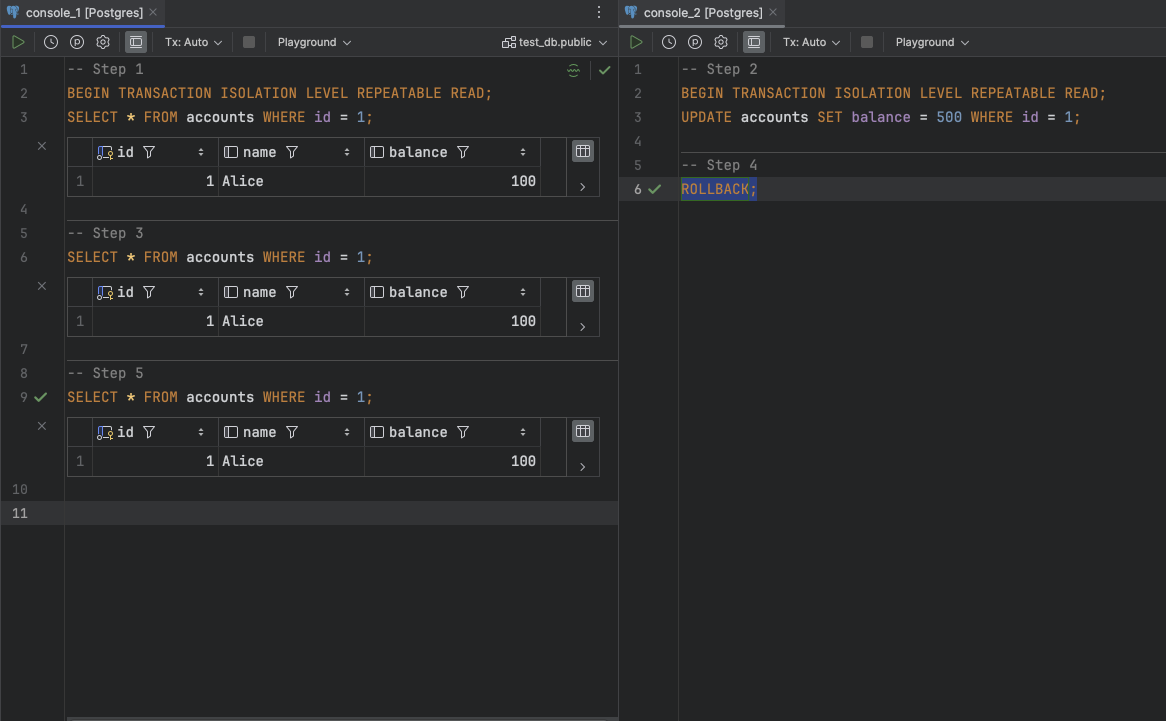 console_1 [Postgres]
Tx: Auto Playground test_db.public
1 -- Step 1
2 BEGIN TRANSACTION ISOLATION LEVEL REPEATABLE READ;
3 SELECT * FROM accounts WHERE id = 1;
id name balance
1 1 Alice 100
4
5 -- Step 3
6 SELECT * FROM accounts WHERE id = 1;
id name balance
1 1 Alice 100
7
8 -- Step 5
9 SELECT * FROM accounts WHERE id = 1;
id name balance
1 1 Alice 100
10
11
console_2 [Postgres]
Tx: Auto Playground
1 -- Step 2
2 BEGIN TRANSACTION ISOLATION LEVEL REPEATABLE READ;
3 UPDATE accounts SET balance = 500 WHERE id = 1;
4
5 -- Step 4
6 ROLLBACK;